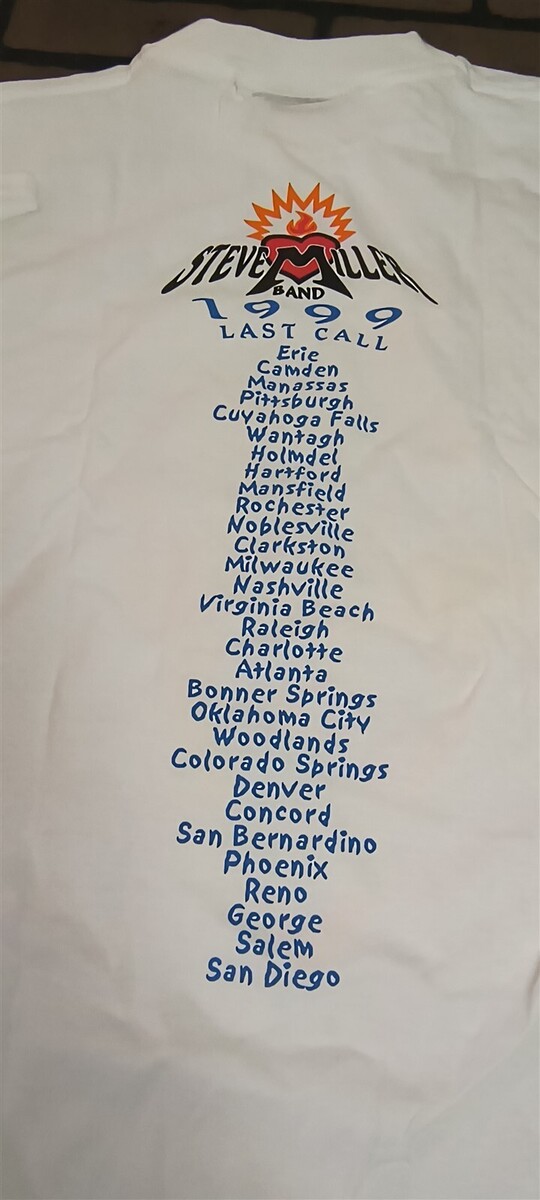 STEVE MILLER
BAND
1999
LAST CALL
Erie
Camden
Manassas
Pittsburgh
Cuyahoga Falls
Wantagh
Holmdel
Hartford
Mansfield
Rochester
Noblesville
Clarkston
Milwaukee
Nashville
Virginia Beach
Raleigh
Charlotte
Atlanta
Bonner Springs
Oklahoma City
Woodlands
Colorado Springs
Denver
Concord
San Bernardino
Phoenix
Reno
George
Salem
San Diego